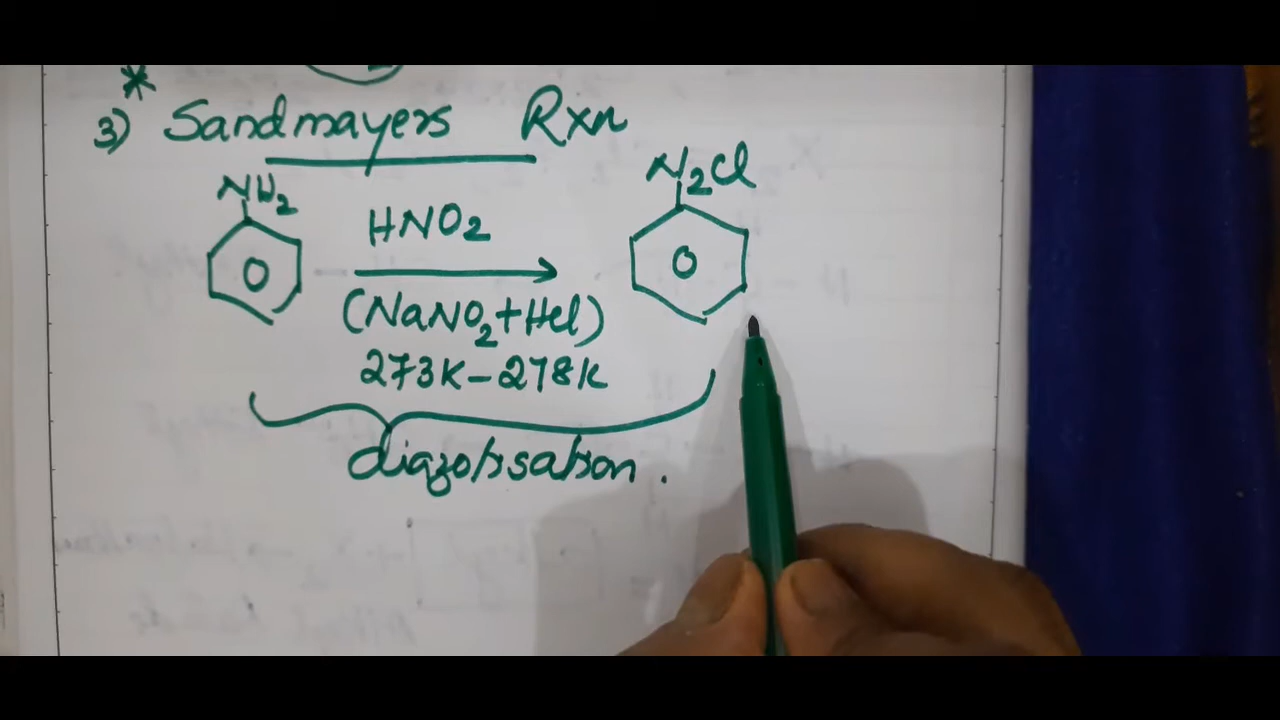 *
3) Sandmayers Rxn
NH2 HNO2 N2Cl
(NaNO2+Hcl)
273K-278K
diazotisation.